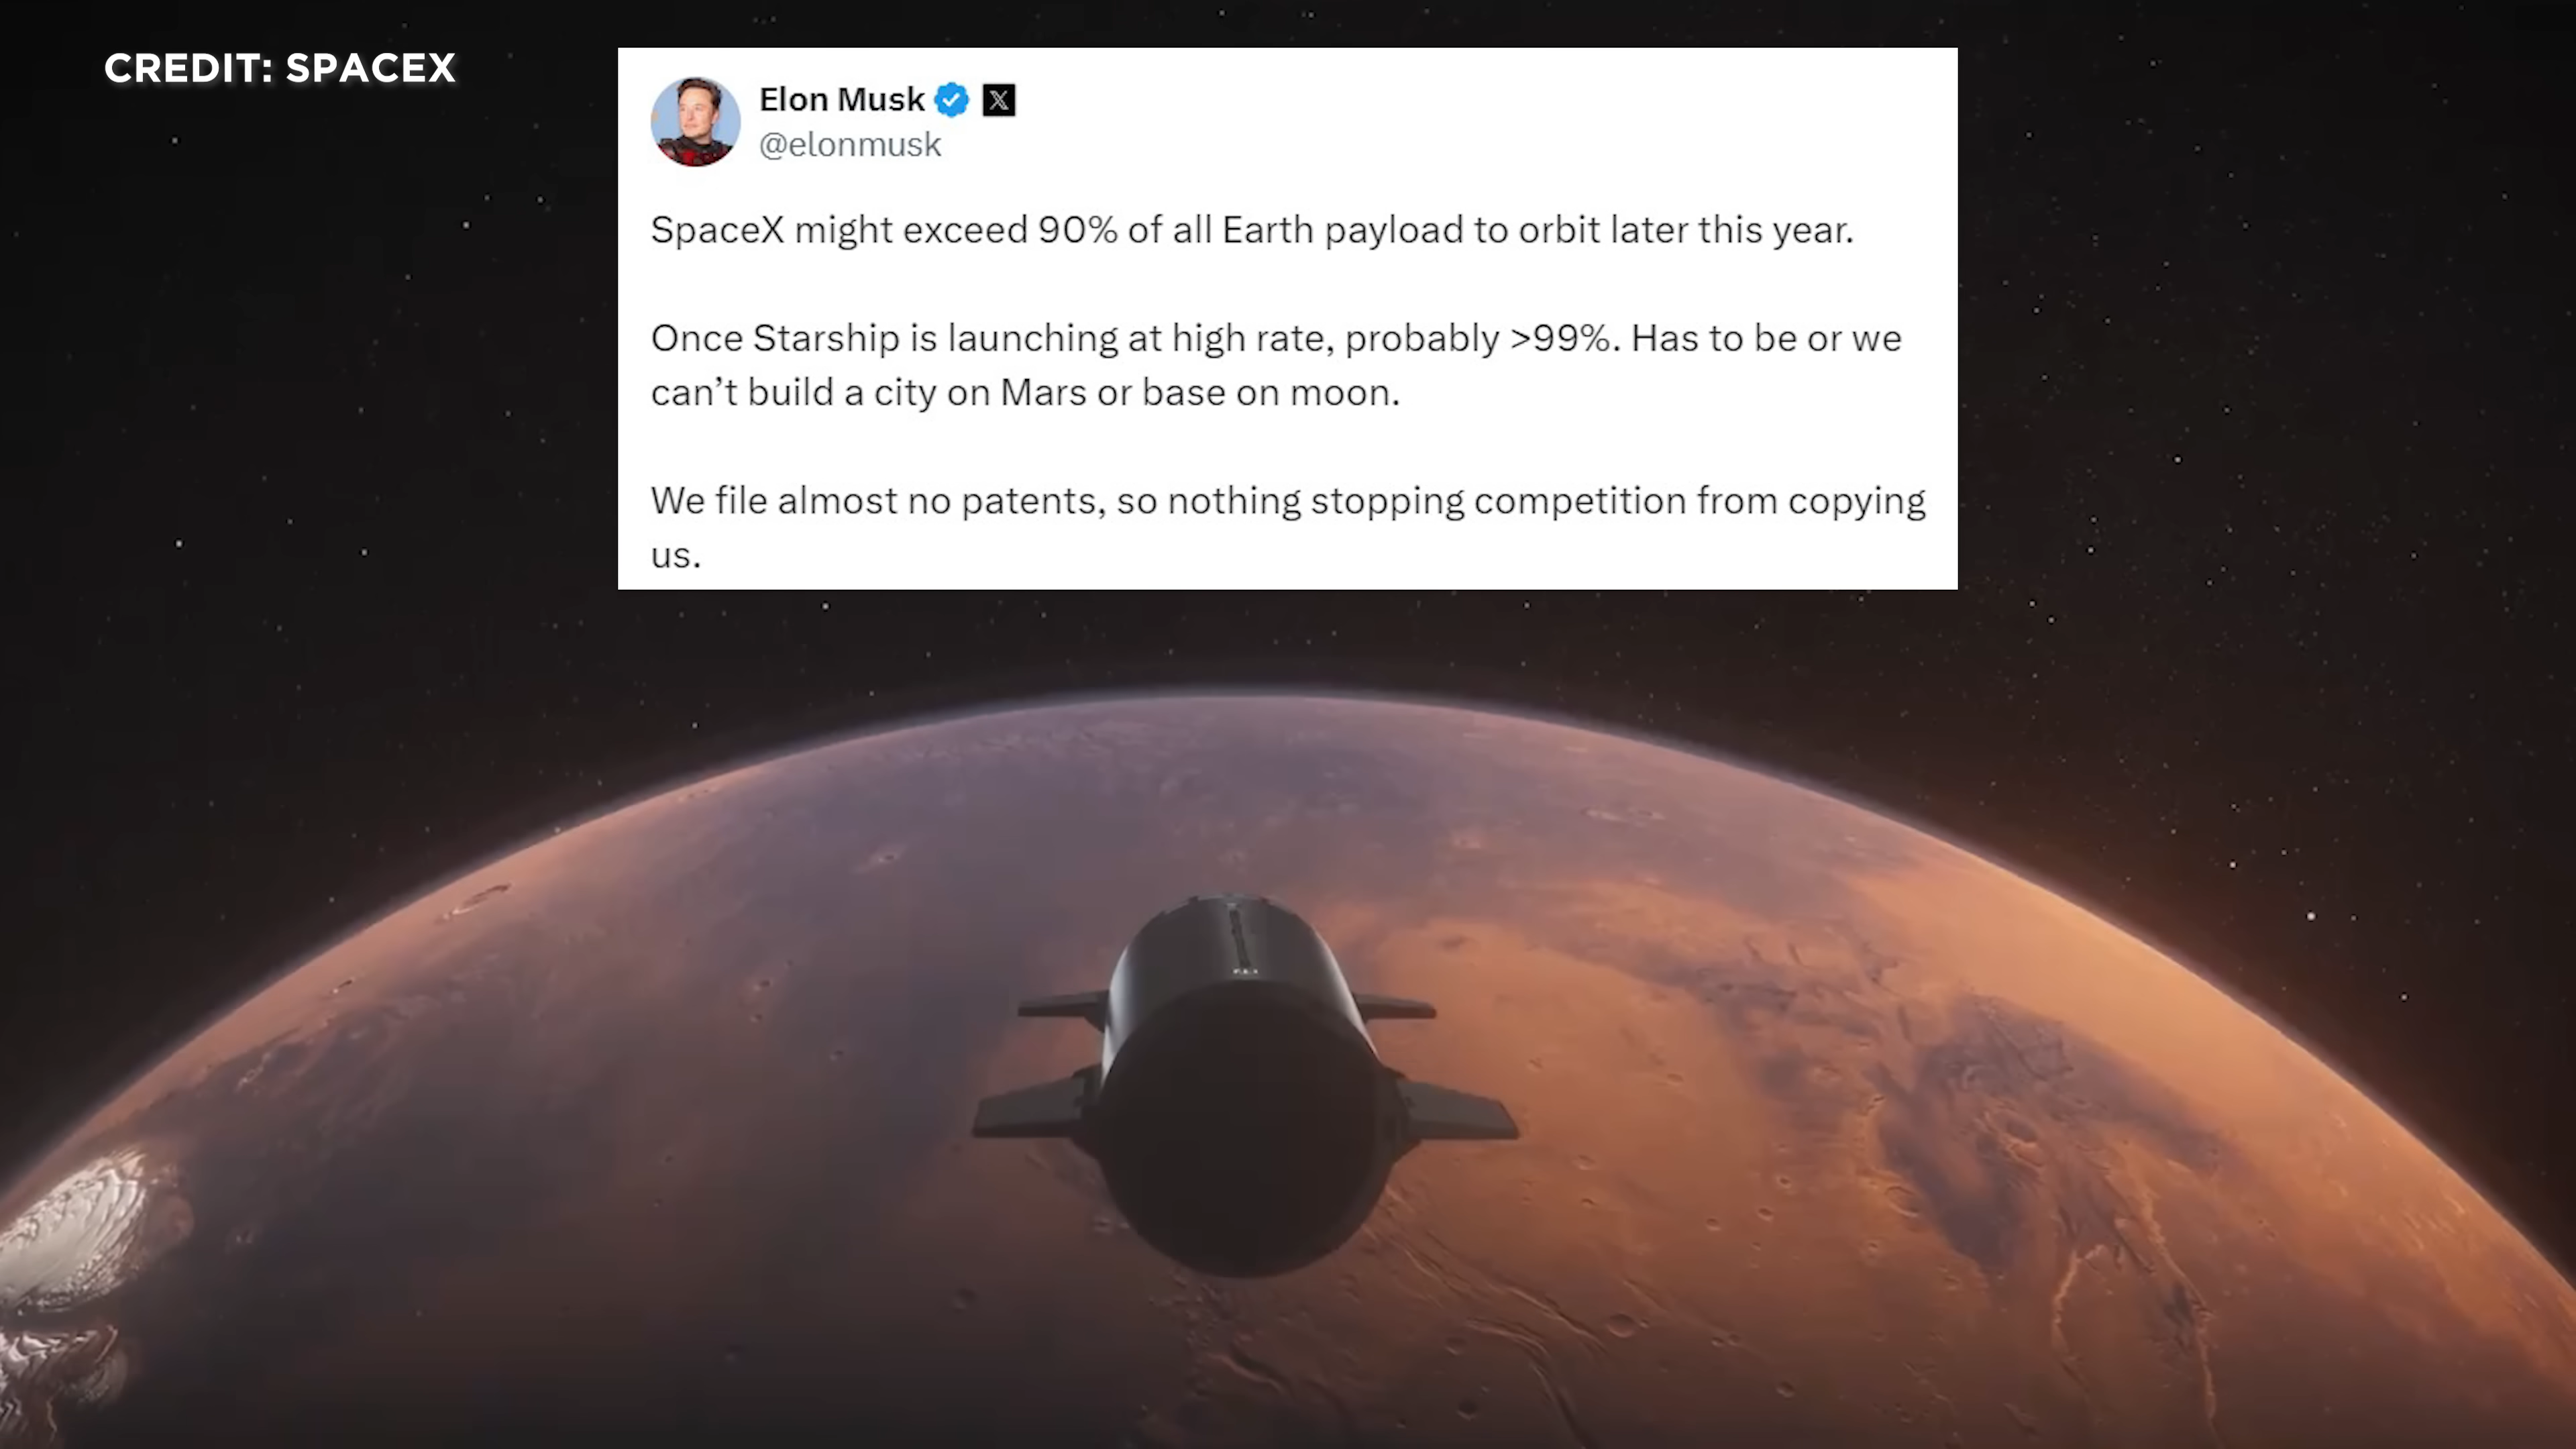 CREDIT: SPACEX
Elon Musk
@elonmusk
SpaceX might exceed 90% of all Earth payload to orbit later this year.
Once Starship is launching at high rate, probably >99%. Has to be or we
can’t build a city on Mars or base on moon.
We file almost no patents, so nothing stopping competition from copying
us.